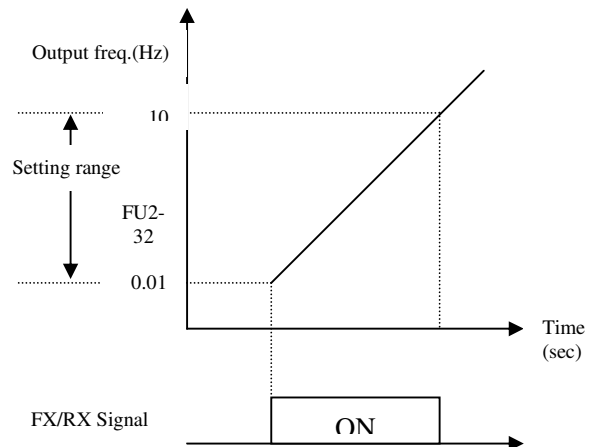 Output freq.(Hz)
10
Setting range
FU2-
32
0.01
Time
(sec)
FX/RX Signal
ON